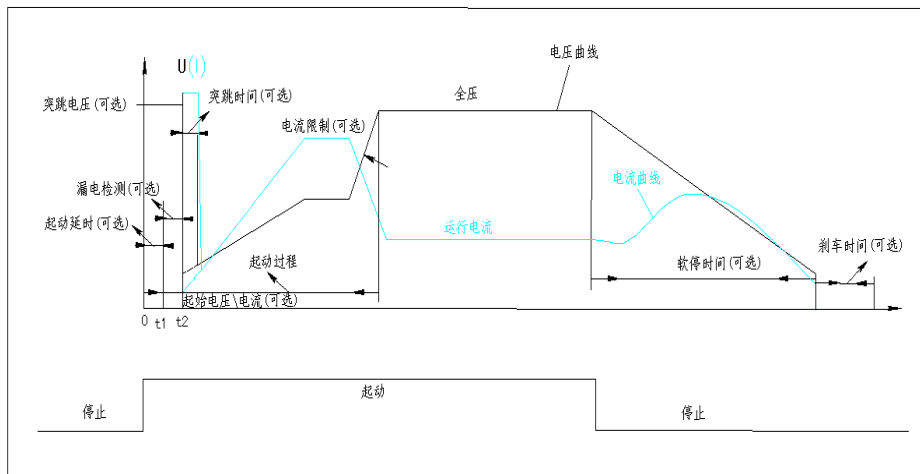 U(I)
电压曲线
突跳电压(可选)
突跳时间(可选)
全压
电流限制(可选)
漏电检测(可选)
起动延时(可选)
电流曲线
运行电流
刹车时间(可选)
起动过程
软停时间(可选)
起始电压\电流(可选)
0
t1
t2
起动
停止
停止